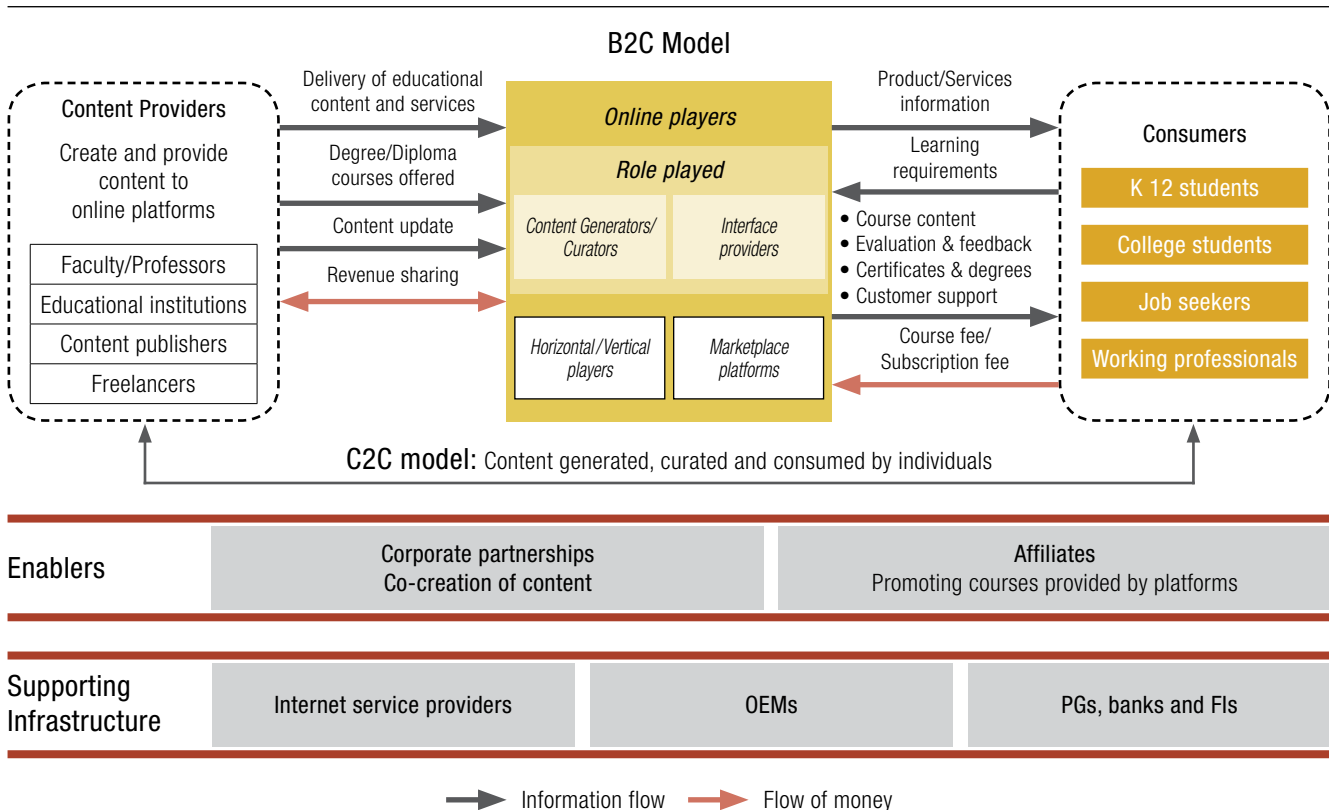 B2C Model
Content Providers
Create and provide
content to
online platforms
Faculty/Professors
Educational institutions
Content publishers
Freelancers
Delivery of educational
content and services
Degree/Diploma
courses offered
Content update
Revenue sharing
Online players
Role played
Content Generators/
Curators
Interface
providers
Horizontal/Vertical
players
Marketplace
platforms
Product/Services
information
Learning
requirements
• Course content
• Evaluation & feedback
• Certificates & degrees
• Customer support
Course fee/
Subscription fee
Consumers
K 12 students
College students
Job seekers
Working professionals
C2C model: Content generated, curated and consumed by individuals
Enablers
Corporate partnerships
Co-creation of content
Affiliates
Promoting courses provided by platforms
Supporting
Infrastructure
Internet service providers
OEMs
PGs, banks and FIs
Information flow
Flow of money